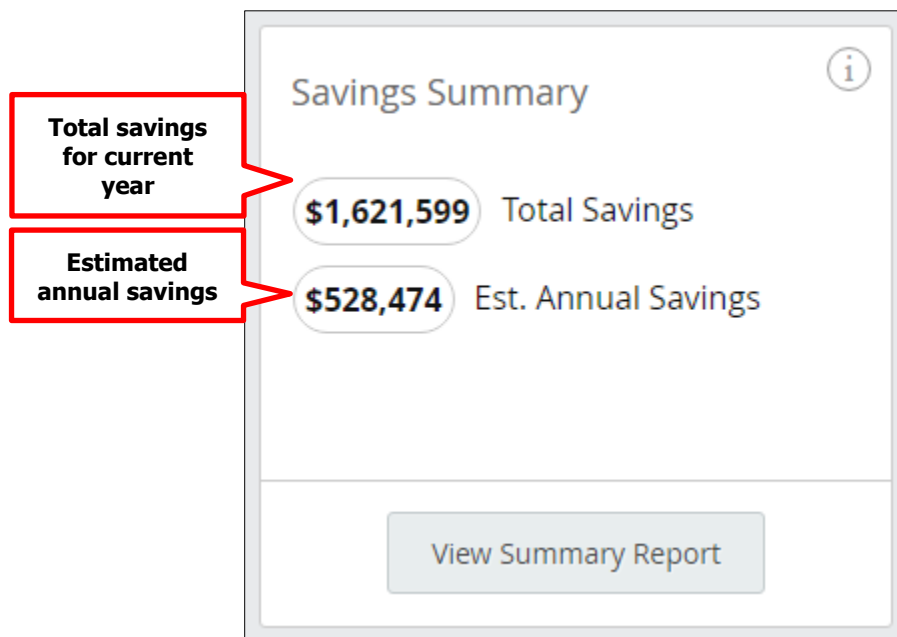 Savings Summary
i
Total savings
for current
year
$1,621,599 Total Savings
Estimated
annual savings
$528,474 Est. Annual Savings
View Summary Report